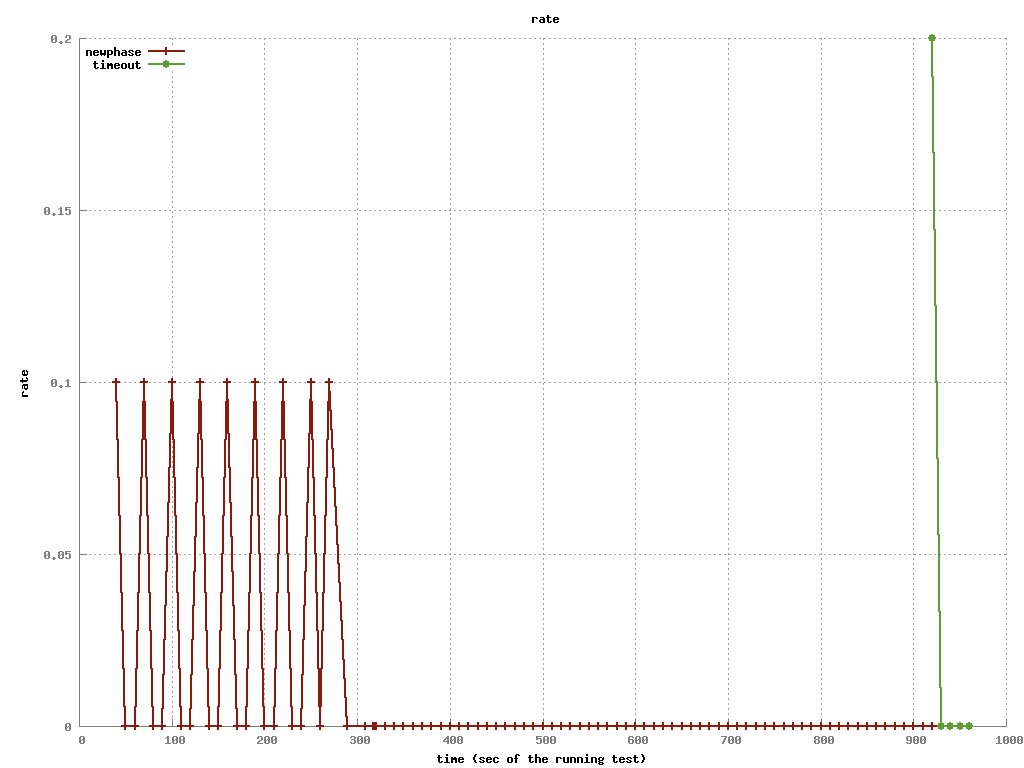 rate
newphase
timeout
0.2
0.15
0.1
0.05
0
rate
0 100 200 300 400 500 600 700 800 900 1000
time (sec of the running test)